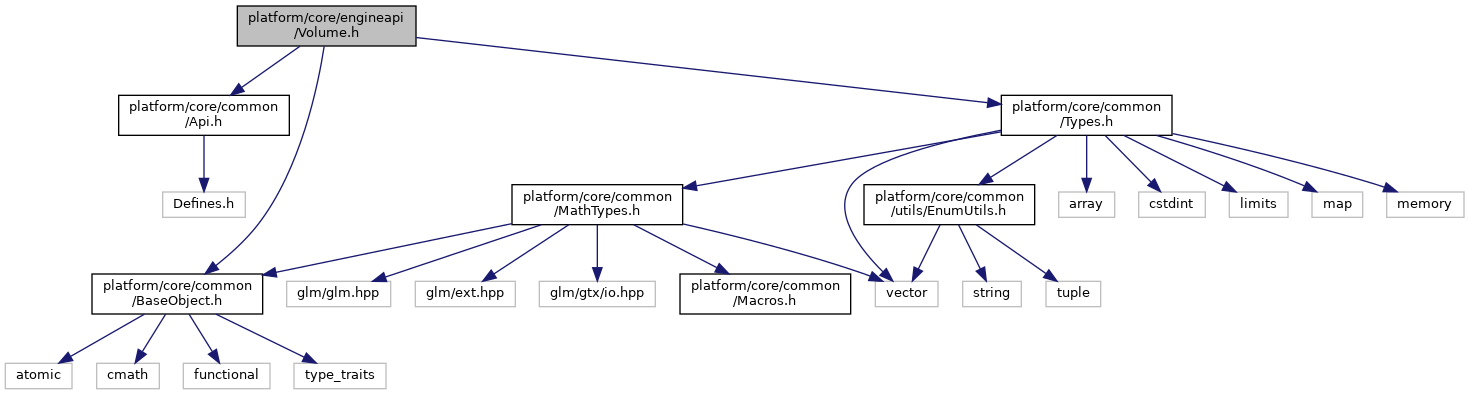 platform/core/engineapi
/Volume.h
platform/core/common
/Api.h
platform/core/common
/Types.h
Defines.h
platform/core/common
/MathTypes.h
platform/core/common
/utils/EnumUtils.h
array
cstdint
limits
map
memory
platform/core/common
/BaseObject.h
glm/glm.hpp
glm/ext.hpp
glm/gtx/io.hpp
platform/core/common
/Macros.h
vector
string
tuple
atomic
cmath
functional
type_traits